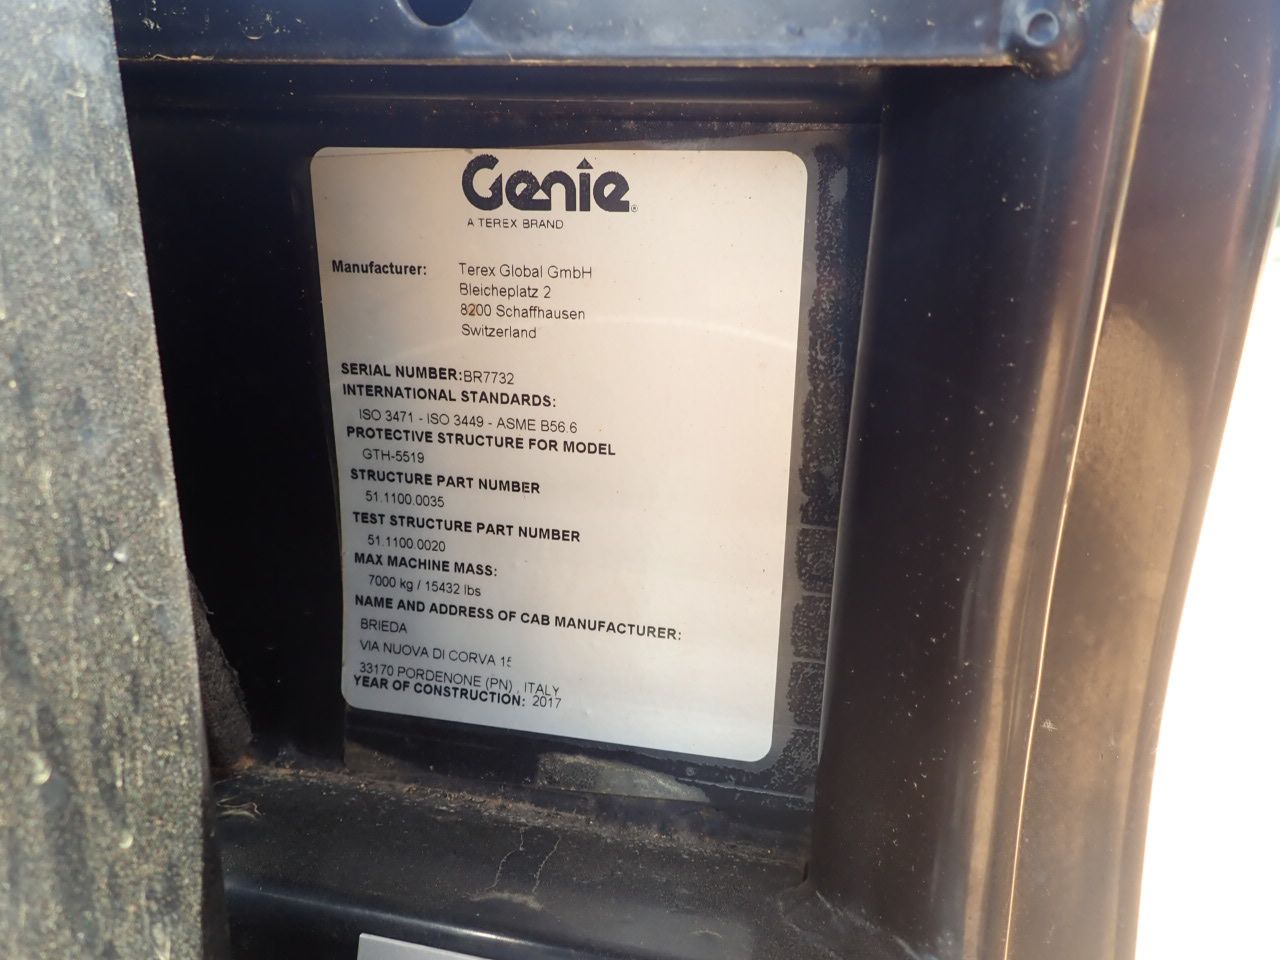 Genie®
A TEREX BRAND
Manufacturer: Terex Global GmbH
Bleicheplatz 2
8200 Schaffhausen
Switzerland
SERIAL NUMBER: BR7732
INTERNATIONAL STANDARDS:
ISO 3471 - ISO 3449 - ASME B56.6
PROTECTIVE STRUCTURE FOR MODEL
GTH-5519
STRUCTURE PART NUMBER
51.1100.0035
TEST STRUCTURE PART NUMBER
51.1100.0020
MAX MACHINE MASS:
7000 kg / 15432 lbs
NAME AND ADDRESS OF CAB MANUFACTURER:
BRIEDA
VIA NUOVA DI CORVA
33170 PORDENONE (PN) , ITALY
YEAR OF CONSTRUCTION: 2017